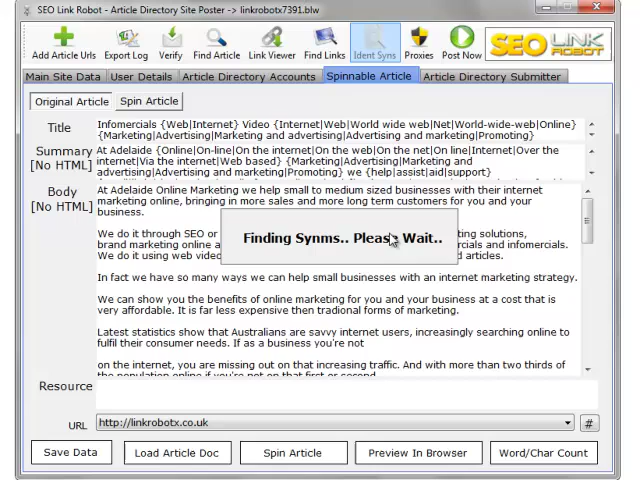 SEO Link Robot - Article Directory Site Poster -> linkrobotx7391.blw
Add Article Urls Export Log Verify Find Article Link Viewer Find Links Ident Syns Proxies Post Now SEO LINK ROBOT
Main Site Data User Details Article Directory Accounts Spinnable Article Article Directory Submitter
Original Article Spin Article
Title
Infomercials {Web|Internet} Video {Internet|Web|World wide web|Net|World-wide-web|Online}
{Marketing|Advertising|Marketing and advertising|Advertising and marketing|Promoting}
Summary
[No HTML]
At Adelaide {Online|On-line|On the internet|On the web|On the net|On line|Internet|Over the
internet|Via the internet|Web based} {Marketing|Advertising|Marketing and
advertising|Advertising and marketing|Promoting} we {help|assist|aid|support}
Body
[No HTML]
At Adelaide Online Marketing we help small to medium sized businesses with their internet
marketing online, bringing in more sales and more long term customers for you and your
business.
We do it through SEO or ting solutions,
brand marketing online a rcials and infomercials.
We do it using web video d articles.
Finding Synms.. Please Wait..
In fact we have so many ways we can help small businesses with an internet marketing strategy.
We can show you the benefits of online marketing for you and your business at a cost that is
very affordable. It is far less expensive then tradional forms of marketing.
Latest statistics show that Australians are savvy internet users, increasingly searching online to
fulfil their consumer needs. If as a business you're not
on the internet, you are missing out on that increasing traffic. And with more than two thirds of
the population online if you're not on that first or second
Resource
URL http://linkrobotx.co.uk #
Save Data Load Article Doc Spin Article Preview In Browser Word/Char Count